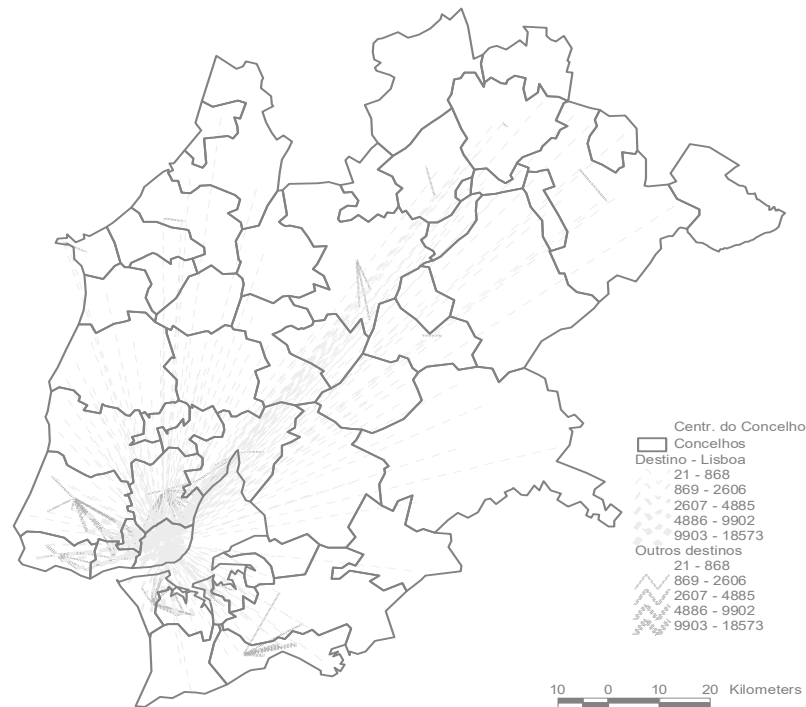 Centr. do Concelho
Concelhos
Destino - Lisboa
21 - 868
869 - 2606
2607 - 4885
4886 - 9902
9903 - 18573
Outros destinos
21 - 868
869 - 2606
2607 - 4885
4886 - 9902
9903 - 18573
10 0 10 20 Kilometers